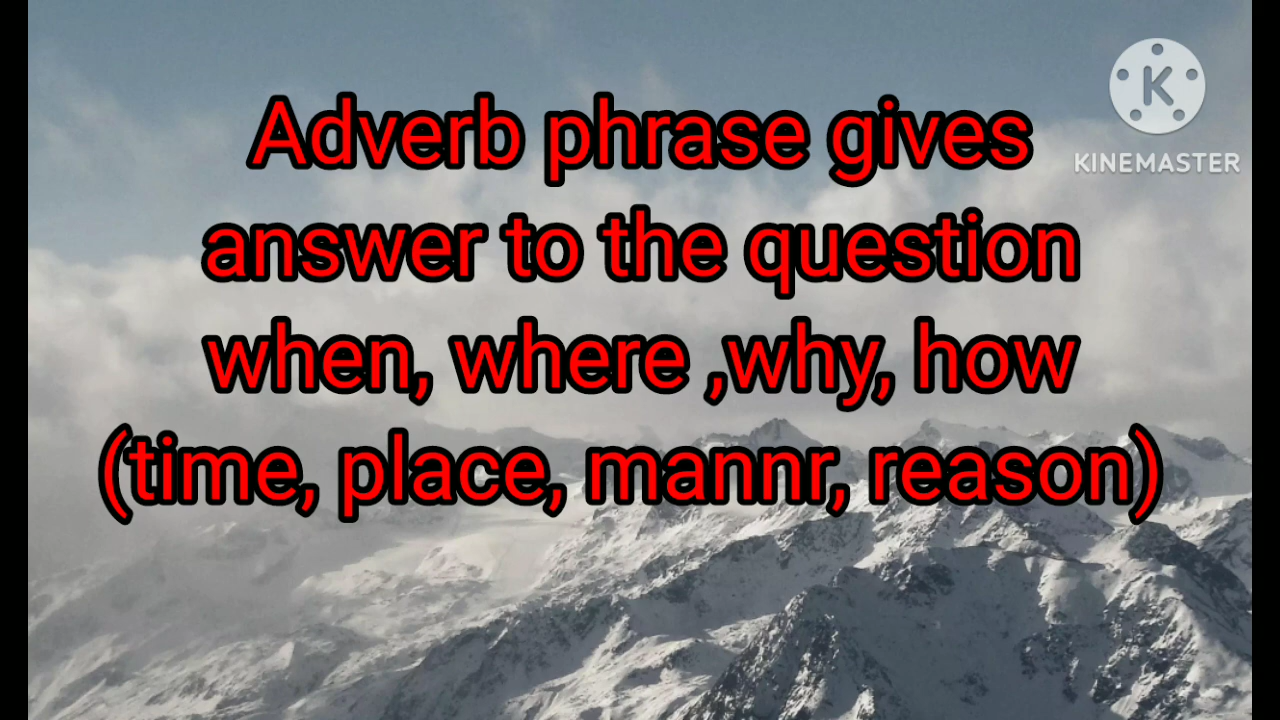 Adverb phrase gives
answer to the question
when, where ,why, how
(time, place, mannr, reason)
K
KINEMASTER